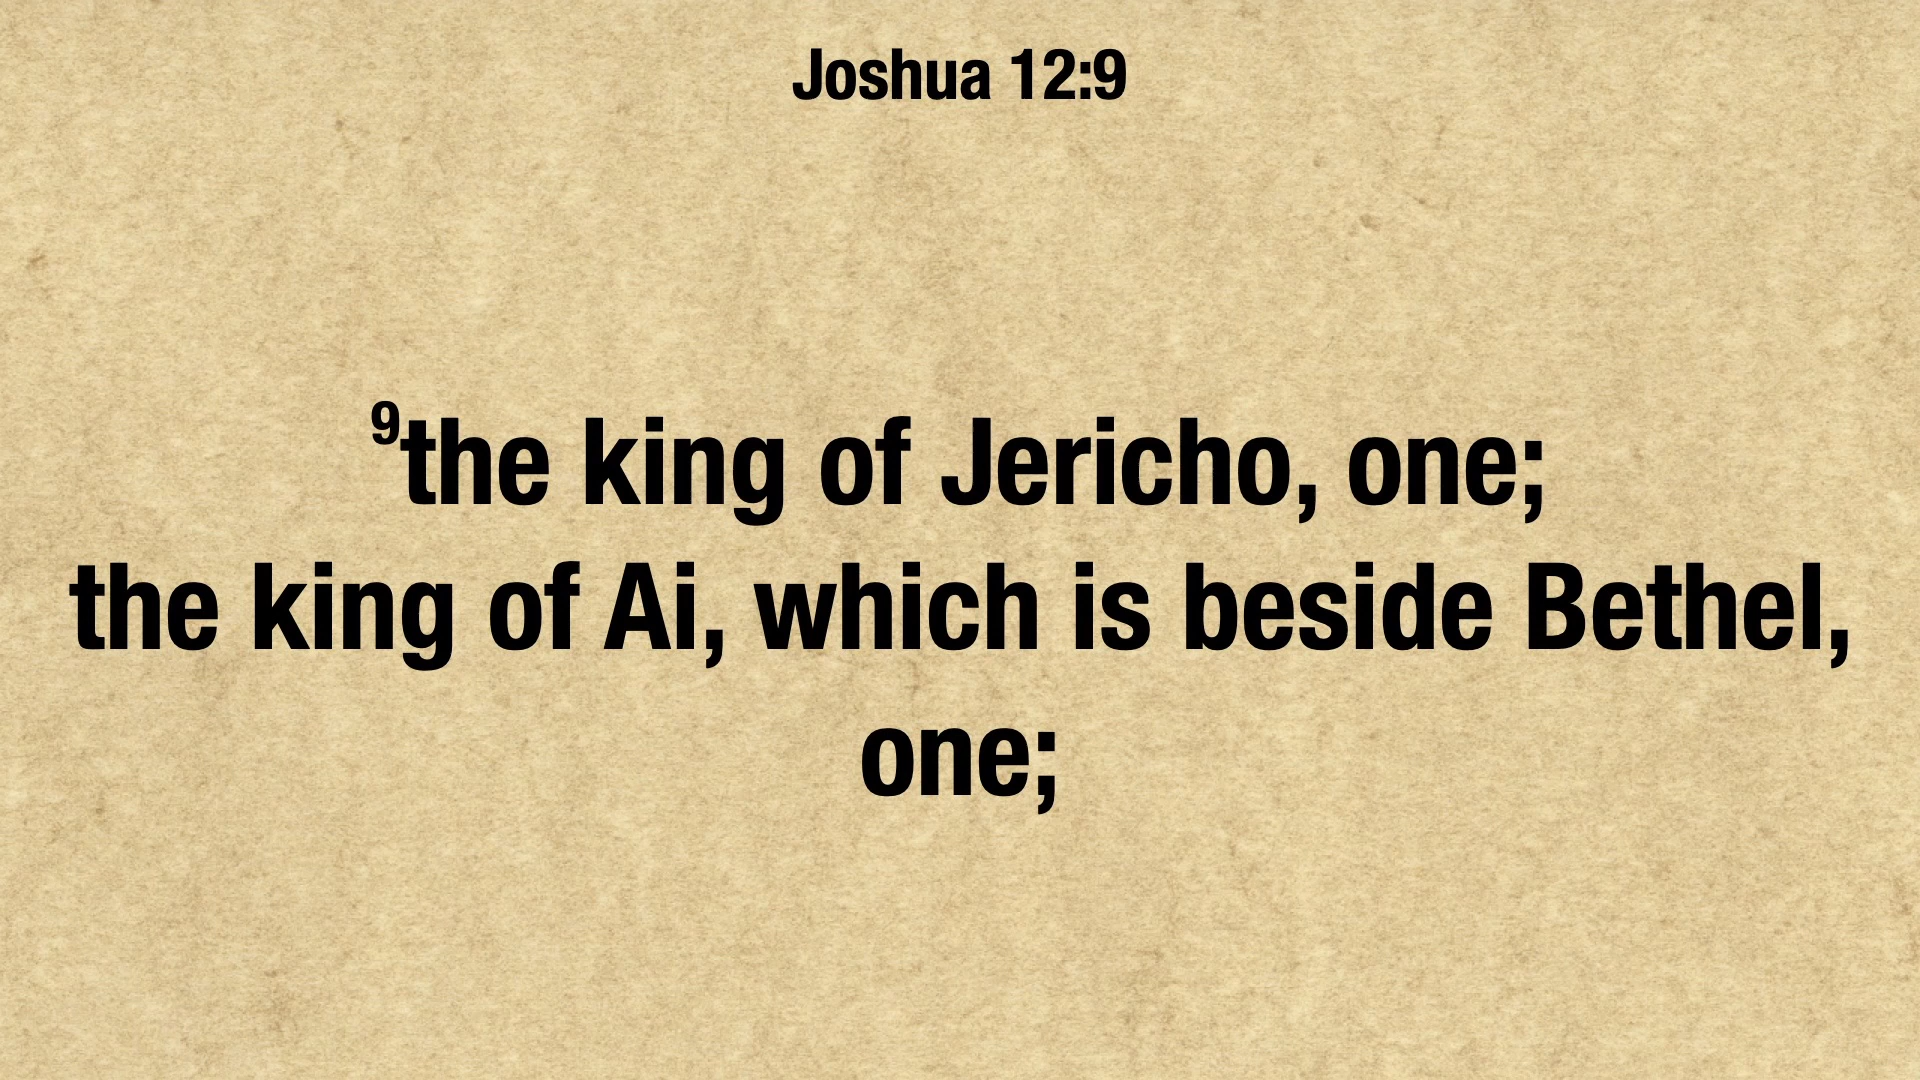 Joshua 12:9
⁹the king of Jericho, one;
the king of Ai, which is beside Bethel,
one;